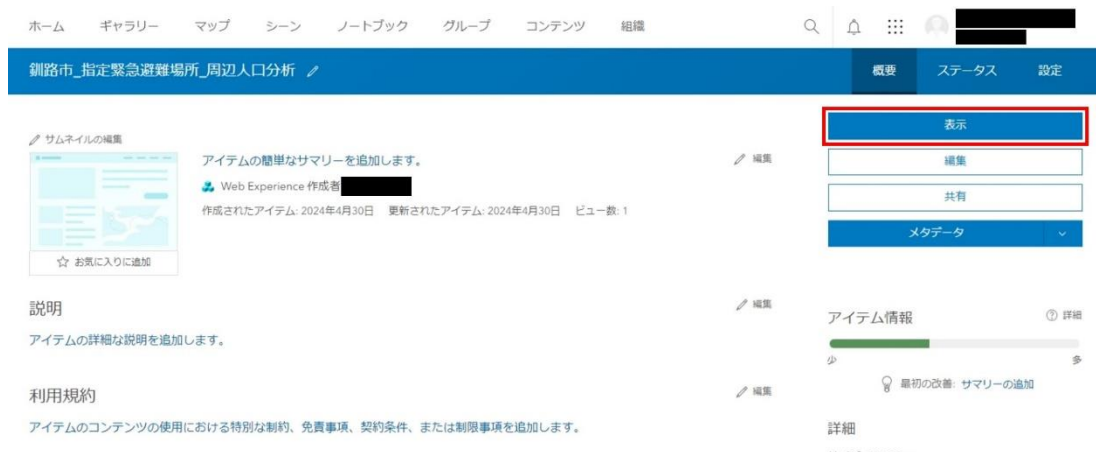 ホーム ギャラリー マップ シーン ノートブック グループ コンテンツ 組織
釧路市_指定緊急避難場所_周辺人口分析 概要 ステータス 設定
サムネイルの編集
表示
アイテムの簡単なサマリーを追加します。 編集
編集
Web Experience 作成者
共有
作成されたアイテム: 2024年4月30日 更新されたアイテム: 2024年4月30日 ビュー数: 1
メタデータ
お気に入りに追加
説明 編集
アイテム情報 詳細
アイテムの詳細な説明を追加します。
少 多
最初の改善: サマリーの追加
利用規約 編集
アイテムのコンテンツの使用における特別な制約、免責事項、契約条件、または制限事項を追加します。
詳細